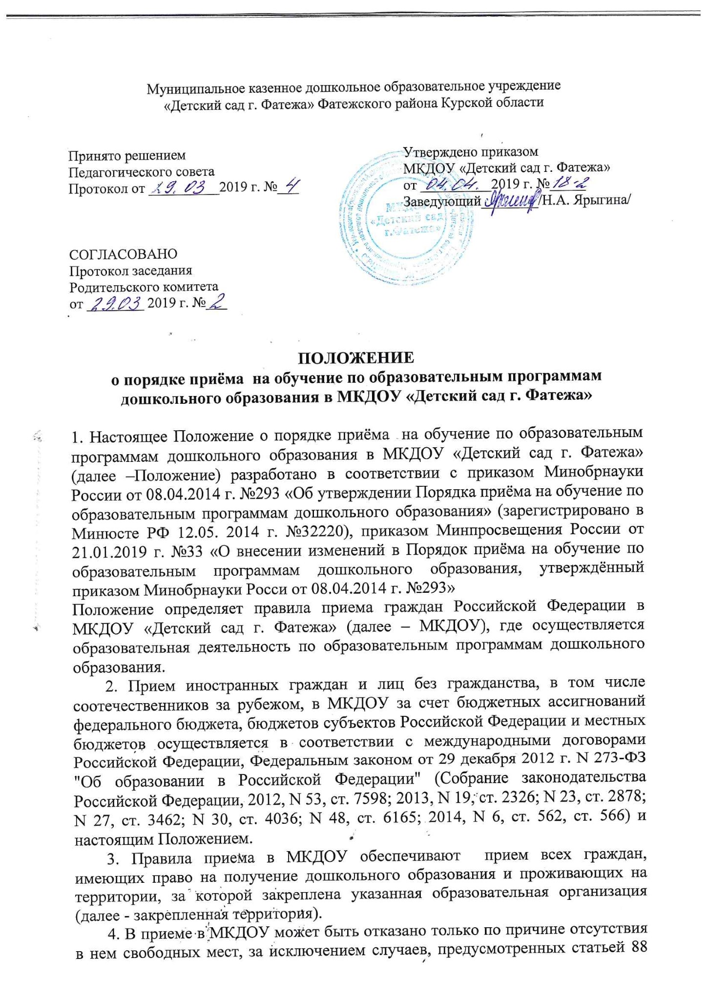 Муниципальное казенное дошкольное образовательное учреждение
«Детский сад г. Фатежа» Фатежского района Курской области
Принято решением
Педагогического совета
Протокол от 29.03 2019 г. № 4
Утверждено приказом
МКДОУ «Детский сад г. Фатежа»
от 04.04. 2019 г. № 18-2
Заведующий /Н.А. Ярыгина/
МКДОУ
«Детский сад
г.Фатежа»
СОГЛАСОВАНО
Протокол заседания
Родительского комитета
от 29.03 2019 г. № 2
ПОЛОЖЕНИЕ
о порядке приёма на обучение по образовательным программам
дошкольного образования в МКДОУ «Детский сад г. Фатежа»
1. Настоящее Положение о порядке приёма на обучение по образовательным
программам дошкольного образования в МКДОУ «Детский сад г. Фатежа»
(далее –Положение) разработано в соответствии с приказом Минобрнауки
России от 08.04.2014 г. №293 «Об утверждении Порядка приёма на обучение по
образовательным программам дошкольного образования» (зарегистрировано в
Минюсте РФ 12.05. 2014 г. №32220), приказом Минпросвещения России от
21.01.2019 г. №33 «О внесении изменений в Порядок приёма на обучение по
образовательным программам дошкольного образования, утверждённый
приказом Минобрнауки Росси от 08.04.2014 г. №293»
Положение определяет правила приема граждан Российской Федерации в
МКДОУ «Детский сад г. Фатежа» (далее – МКДОУ), где осуществляется
образовательная деятельность по образовательным программам дошкольного
образования.
2. Прием иностранных граждан и лиц без гражданства, в том числе
соотечественников за рубежом, в МКДОУ за счет бюджетных ассигнований
федерального бюджета, бюджетов субъектов Российской Федерации и местных
бюджетов осуществляется в соответствии с международными договорами
Российской Федерации, Федеральным законом от 29 декабря 2012 г. N 273-ФЗ
"Об образовании в Российской Федерации" (Собрание законодательства
Российской Федерации, 2012, N 53, ст. 7598; 2013, N 19, ст. 2326; N 23, ст. 2878;
N 27, ст. 3462; N 30, ст. 4036; N 48, ст. 6165; 2014, N 6, ст. 562, ст. 566) и
настоящим Положением.
3. Правила приема в МКДОУ обеспечивают прием всех граждан,
имеющих право на получение дошкольного образования и проживающих на
территории, за которой закреплена указанная образовательная организация
(далее - закрепленная территория).
4. В приеме в МКДОУ может быть отказано только по причине отсутствия
в нем свободных мест, за исключением случаев, предусмотренных статьей 88